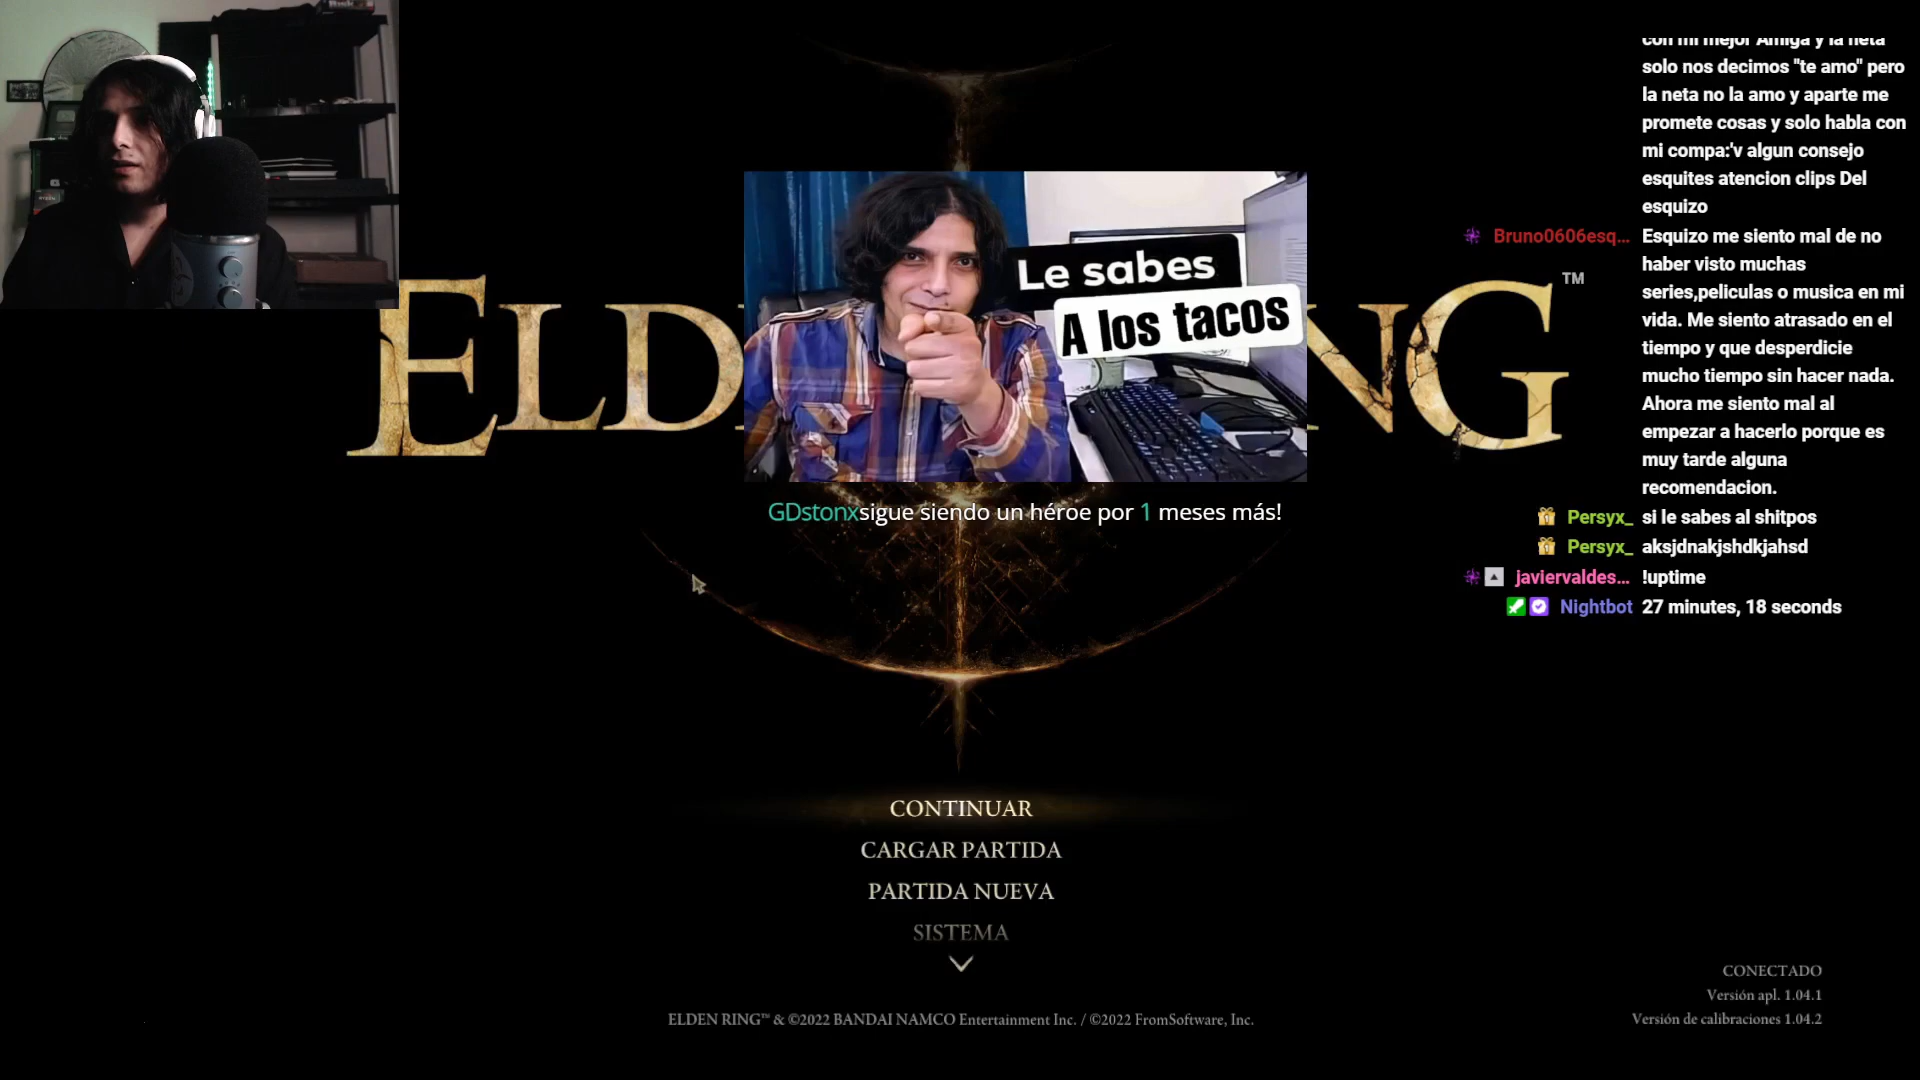 con mi mejor Amiga y la neta
solo nos decimos "te amo" pero
la neta no la amo y aparte me
promete cosas y solo habla con
mi compa:'v algun consejo
esquites atencion clips Del
esquizo
Bruno0606esq... Esquizo me siento mal de no
haber visto muchas
series,peliculas o musica en mi
vida. Me siento atrasado en el
tiempo y que desperdicie
mucho tiempo sin hacer nada.
Ahora me siento mal al
empezar a hacerlo porque es
muy tarde alguna
recomendacion.
Persyx_ si le sabes al shitpos
Persyx_ aksjdnakjshdkjahsd
javiervaldes... !uptime
Nightbot 27 minutes, 18 seconds
Le sabes
A los tacos
ELD NG TM
GDstonxsigue siendo un héroe por 1 meses más!
CONTINUAR
CARGAR PARTIDA
PARTIDA NUEVA
SISTEMA
CONECTADO
Versión apl. 1.04.1
Versión de calibraciones 1.04.2
ELDEN RING™ & ©2022 BANDAI NAMCO Entertainment Inc. / ©2022 FromSoftware, Inc.